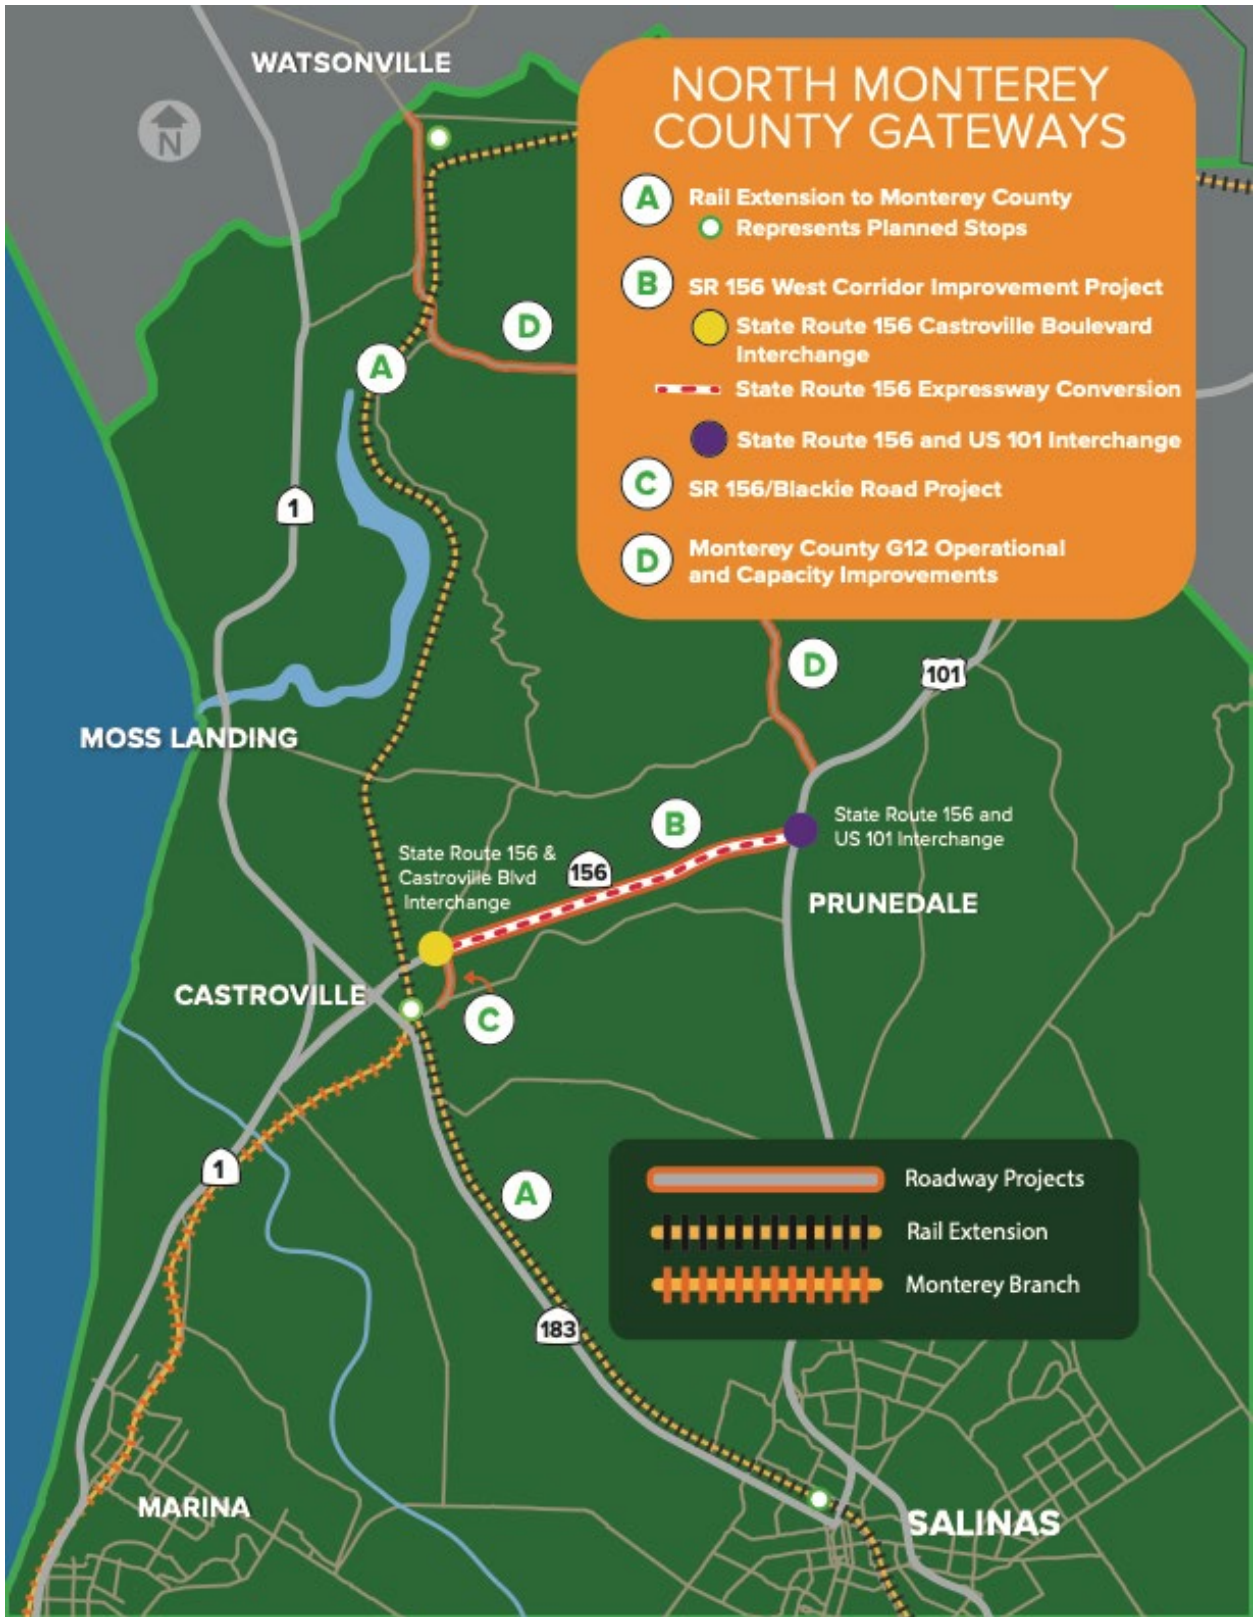 WATSONVILLE
N
NORTH MONTEREY
COUNTY GATEWAYS
A Rail Extension to Monterey County
Represents Planned Stops
B SR 156 West Corridor Improvement Project
State Route 156 Castroville Boulevard
Interchange
State Route 156 Expressway Conversion
State Route 156 and US 101 Interchange
C SR 156/Blackie Road Project
D Monterey County G12 Operational
and Capacity Improvements
D
A
1
D
101
MOSS LANDING
B
State Route 156 and
US 101 Interchange
State Route 156 &
Castroville Blvd
Interchange
156
PRUNEDALE
CASTROVILLE
C
1
A
Roadway Projects
Rail Extension
Monterey Branch
183
MARINA
SALINAS